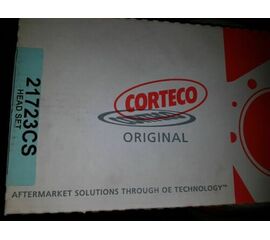 21723CS
HEAD SET
CORTECO
ORIGINAL
AFTERMARKET SOLUTIONS THROUGH OE TECHNOLOGY™